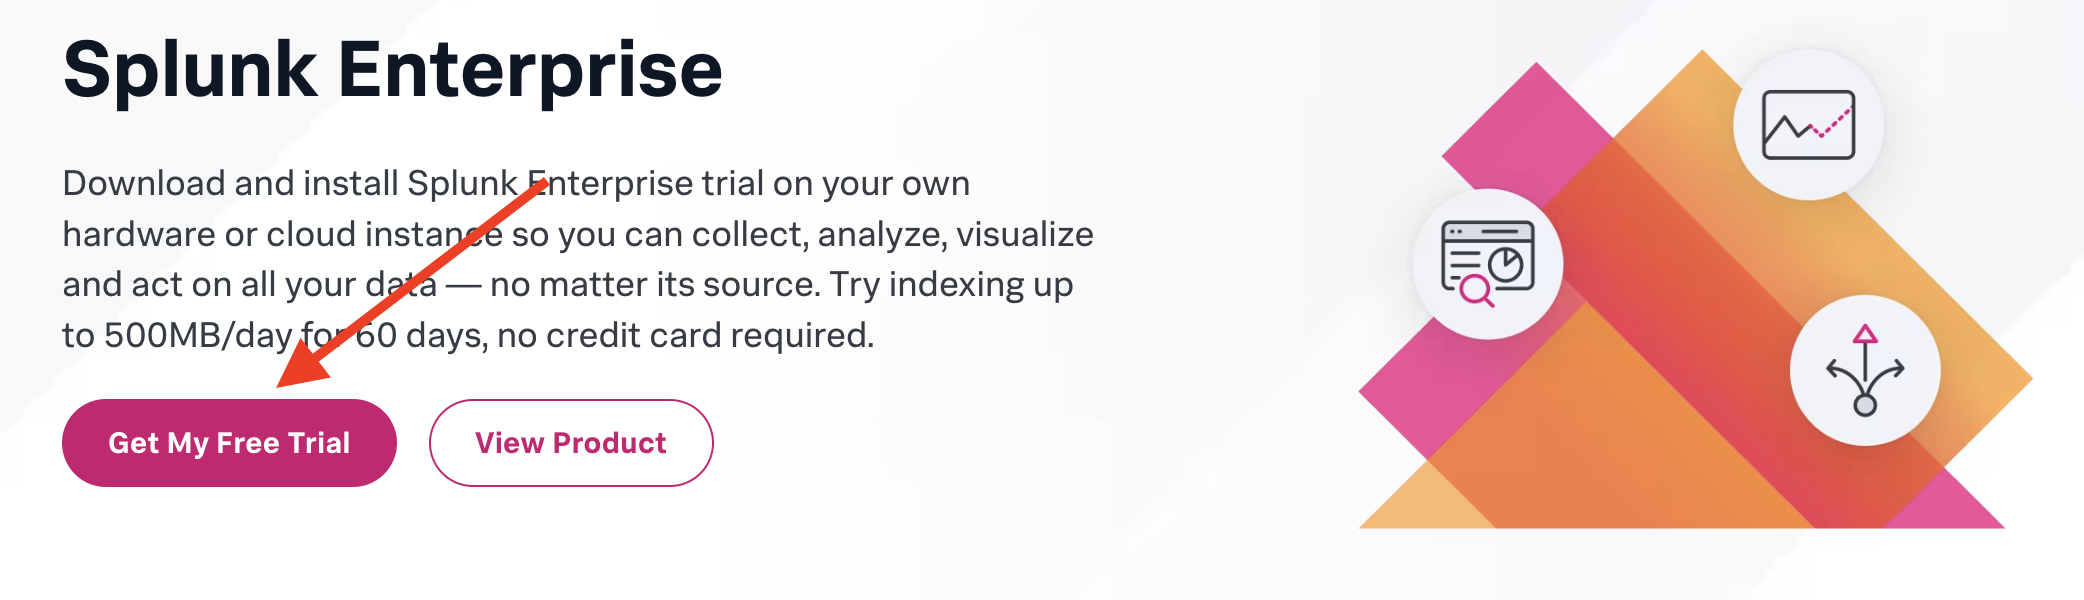 Splunk Enterprise
Download and install Splunk Enterprise trial on your own
hardware or cloud instance so you can collect, analyze, visualize
and act on all your data — no matter its source. Try indexing up
to 500MB/day for 60 days, no credit card required.
Get My Free Trial
View Product